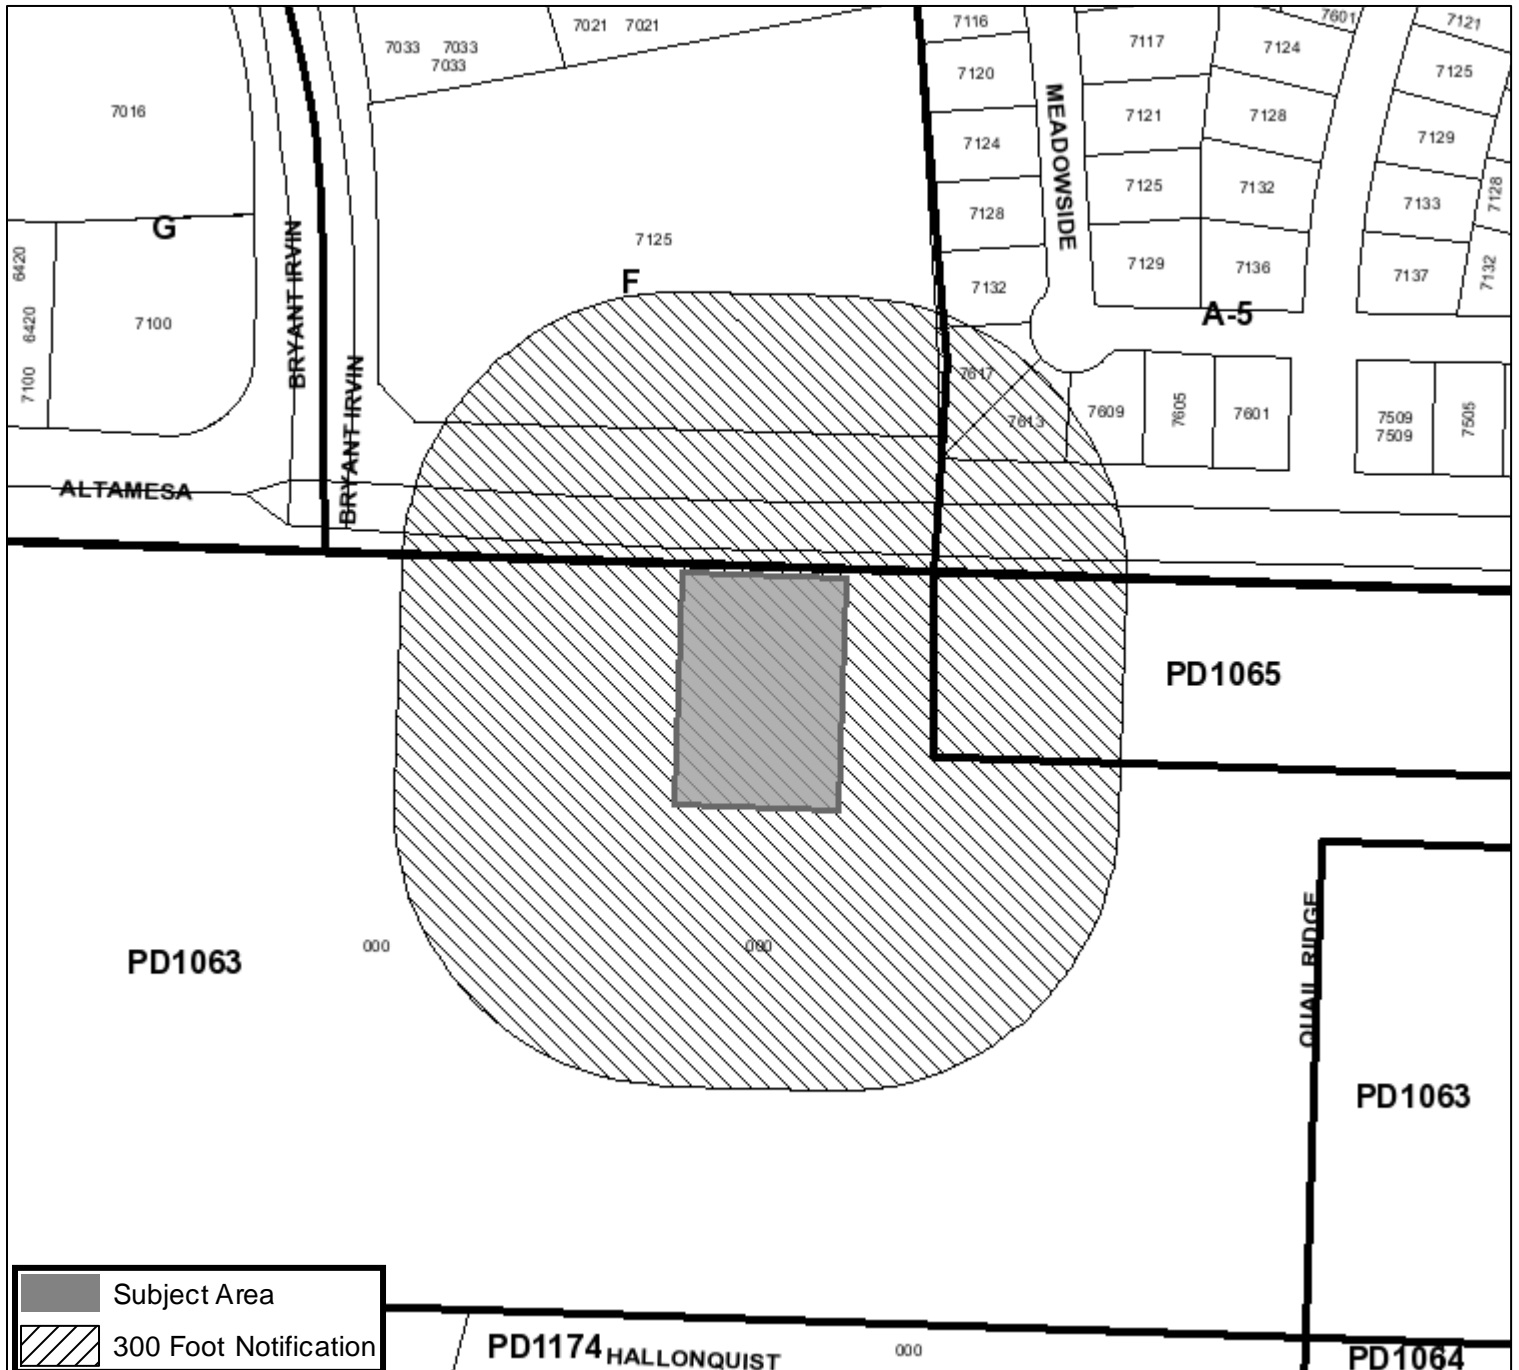 7021 7021
7116
7601
7121
7033 7033
7033
7117
7124
7125
7120
7016
MEADOWSIDE
7121
7128
7129
7124
7125
7132
7128
7133
7128
G
BRYANT IRVIN
7125
F
7129
7136
7137
7132
6420
6420
7100
7100
7132
A-5
BRYANT IRVIN
7617
7613
7609
7605
7601
7509
7509
7505
ALTAMESA
PD1065
PD1063
000
000
QUAIL RIDGE
PD1063
Subject Area
300 Foot Notification
PD1174
HALLONQUIST
000
PD1064